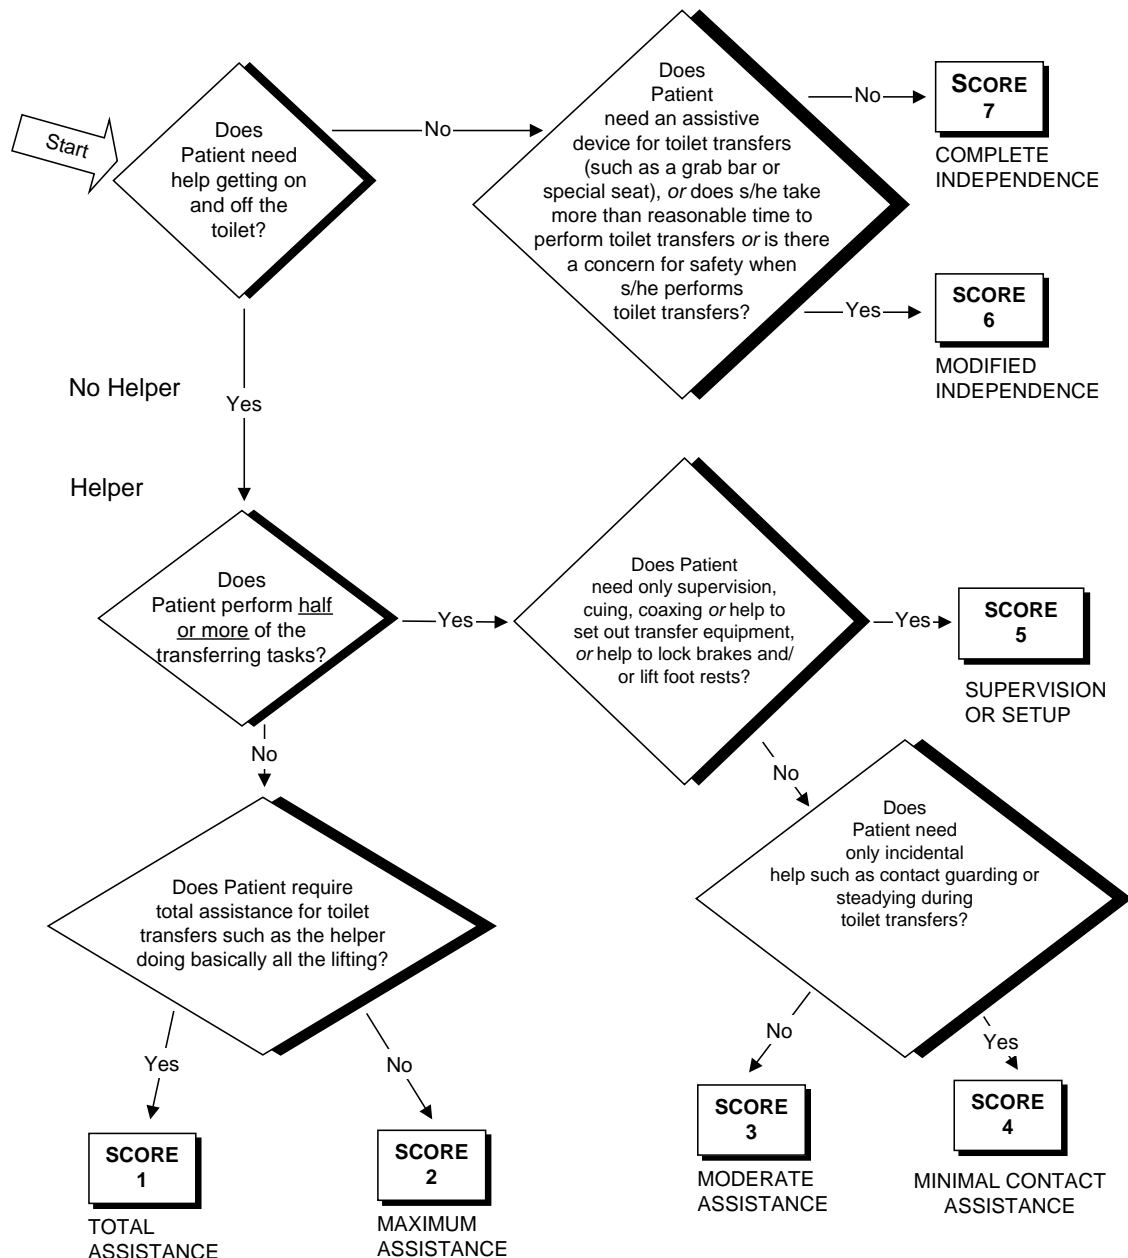 Start
Does
Patient need
help getting on
and off the
toilet?
No
Does
Patient
need an assistive
device for toilet transfers
(such as a grab bar or
special seat), or does s/he take
more than reasonable time to
perform toilet transfers or is there
a concern for safety when
s/he performs
toilet transfers?
No
SCORE
7
COMPLETE
INDEPENDENCE
Yes
SCORE
6
MODIFIED
INDEPENDENCE
No Helper
Yes
Helper
Does
Patient perform half
or more of the
transferring tasks?
Yes
Does Patient
need only supervision,
cuing, coaxing or help to
set out transfer equipment,
or help to lock brakes and/
or lift foot rests?
Yes
SCORE
5
SUPERVISION
OR SETUP
No
No
Does
Patient need
only incidental
help such as contact guarding or
steadying during
toilet transfers?
Does Patient require
total assistance for toilet
transfers such as the helper
doing basically all the lifting?
Yes
No
No
Yes
SCORE
1
TOTAL
ASSISTANCE
SCORE
2
MAXIMUM
ASSISTANCE
SCORE
3
MODERATE
ASSISTANCE
SCORE
4
MINIMAL CONTACT
ASSISTANCE